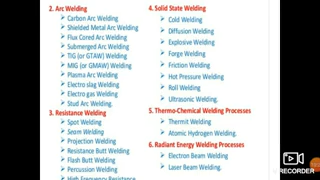 2. Arc Welding
Carbon Arc Welding
Shielded Metal Arc Welding
Flux Cored Arc Welding
Submerged Arc Welding
TIG (or GTAW) Welding
MIG (or GMAW) Welding
Plasma Arc Welding
Electro slag Welding
Electro gas Welding
Stud Arc Welding.
3. Resistance Welding
Spot Welding
Seam Welding
Projection Welding
Resistance Butt Welding
Flash Butt Welding
Percussion Welding
High Frequency Resistance
4. Solid State Welding
Cold Welding
Diffusion Welding
Explosive Welding
Forge Welding
Friction Welding
Hot Pressure Welding
Roll Welding
Ultrasonic Welding.
5. Thermo-Chemical Welding Processes
Thermit Welding
Atomic Hydrogen Welding.
6. Radiant Energy Welding Processes
Electron Beam Welding
Laser Beam Welding.
RECORDER